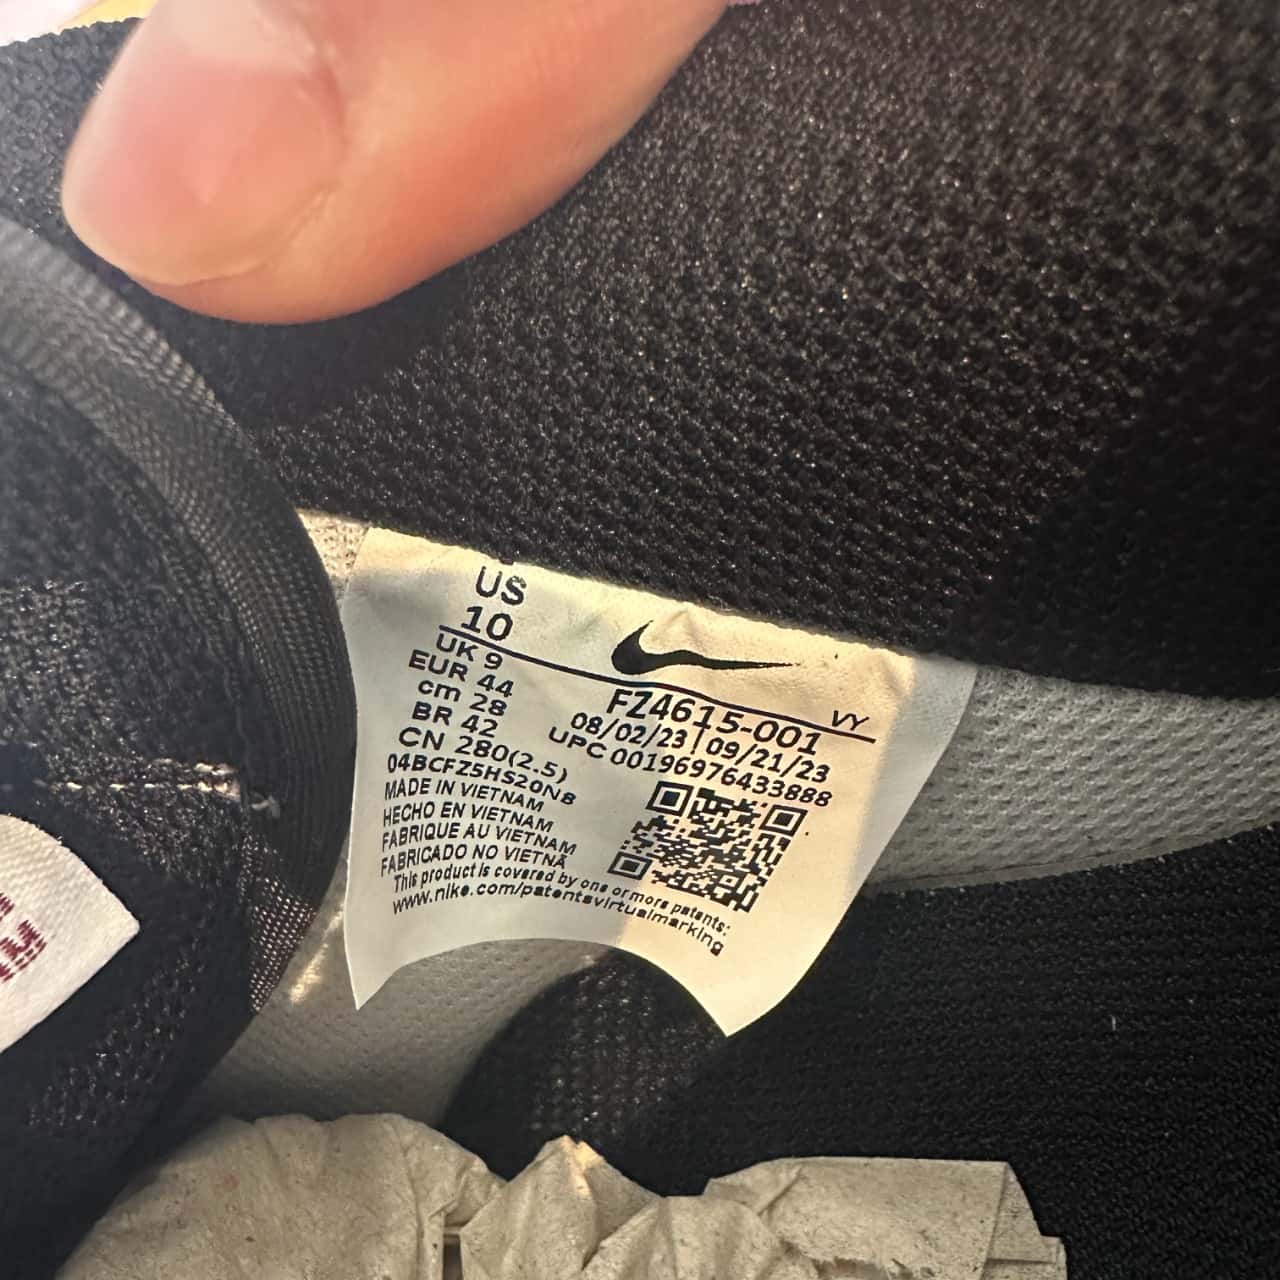 US
10
UK 9
EUR 44
cm 28
BR 42
CN 280(2.5)
04BCFZ5HS20N8
MADE IN VIETNAM
HECHO EN VIETNAM
FABRIQUE AU VIETNAM
FABRICADO NO VIETNÃ
This product is covered by one or more patents:
www.nike.com/patentsvirtualmarking
VY
FZ4615-001
08/02/23 | 09/21/23
UPC 00196976433888